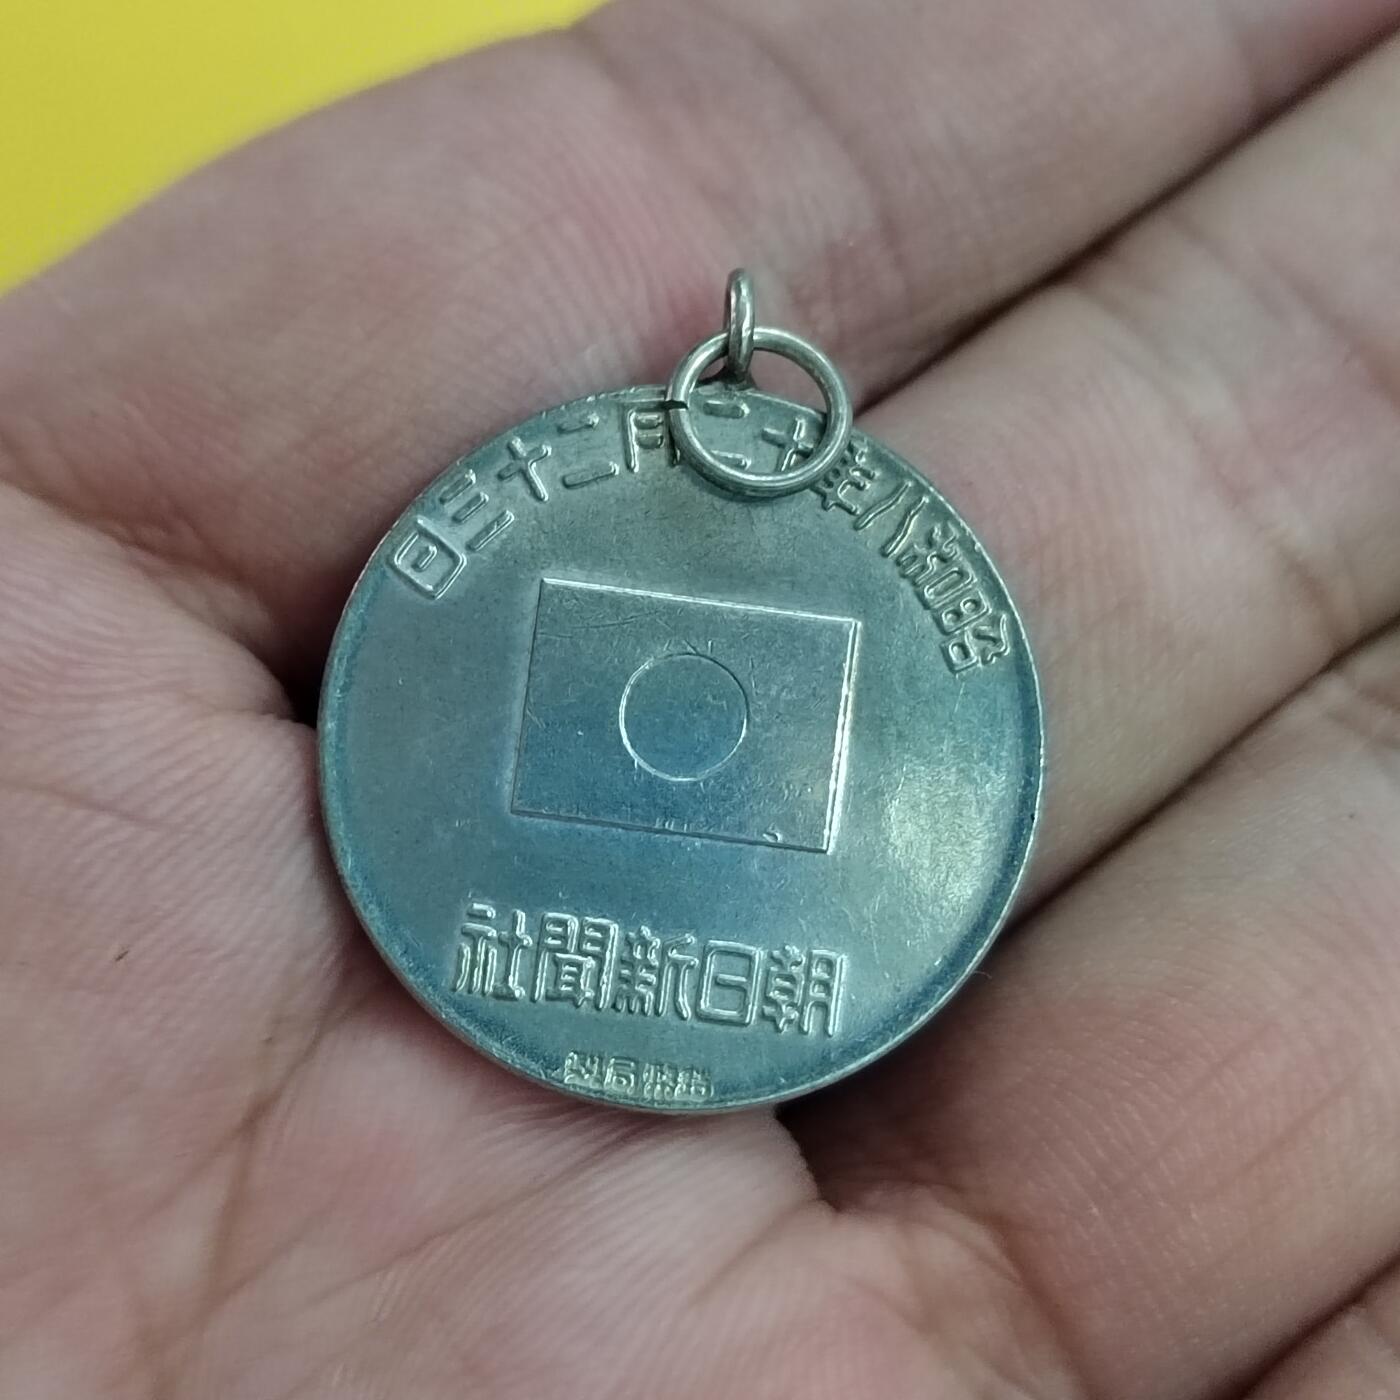 昭和八年十二月二十三日
朝日新聞社
造幣局製